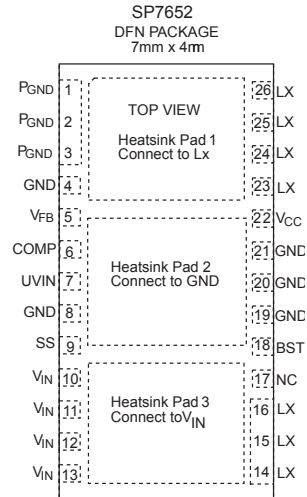 SP7652
DFN PACKAGE
7mm x 4mm
TOP VIEW
Heatsink Pad 1
Connect to Lx
Heatsink Pad 2
Connect to GND
Heatsink Pad 3
Connect toVIN
PGND 1
PGND 2
PGND 3
GND 4
VFB 5
COMP 6
UVIN 7
GND 8
SS 9
VIN 10
VIN 11
VIN 12
VIN 13
26 LX
25 LX
24 LX
23 LX
22 VCC
21 GND
20 GND
19 GND
18 BST
17 NC
16 LX
15 LX
14 LX